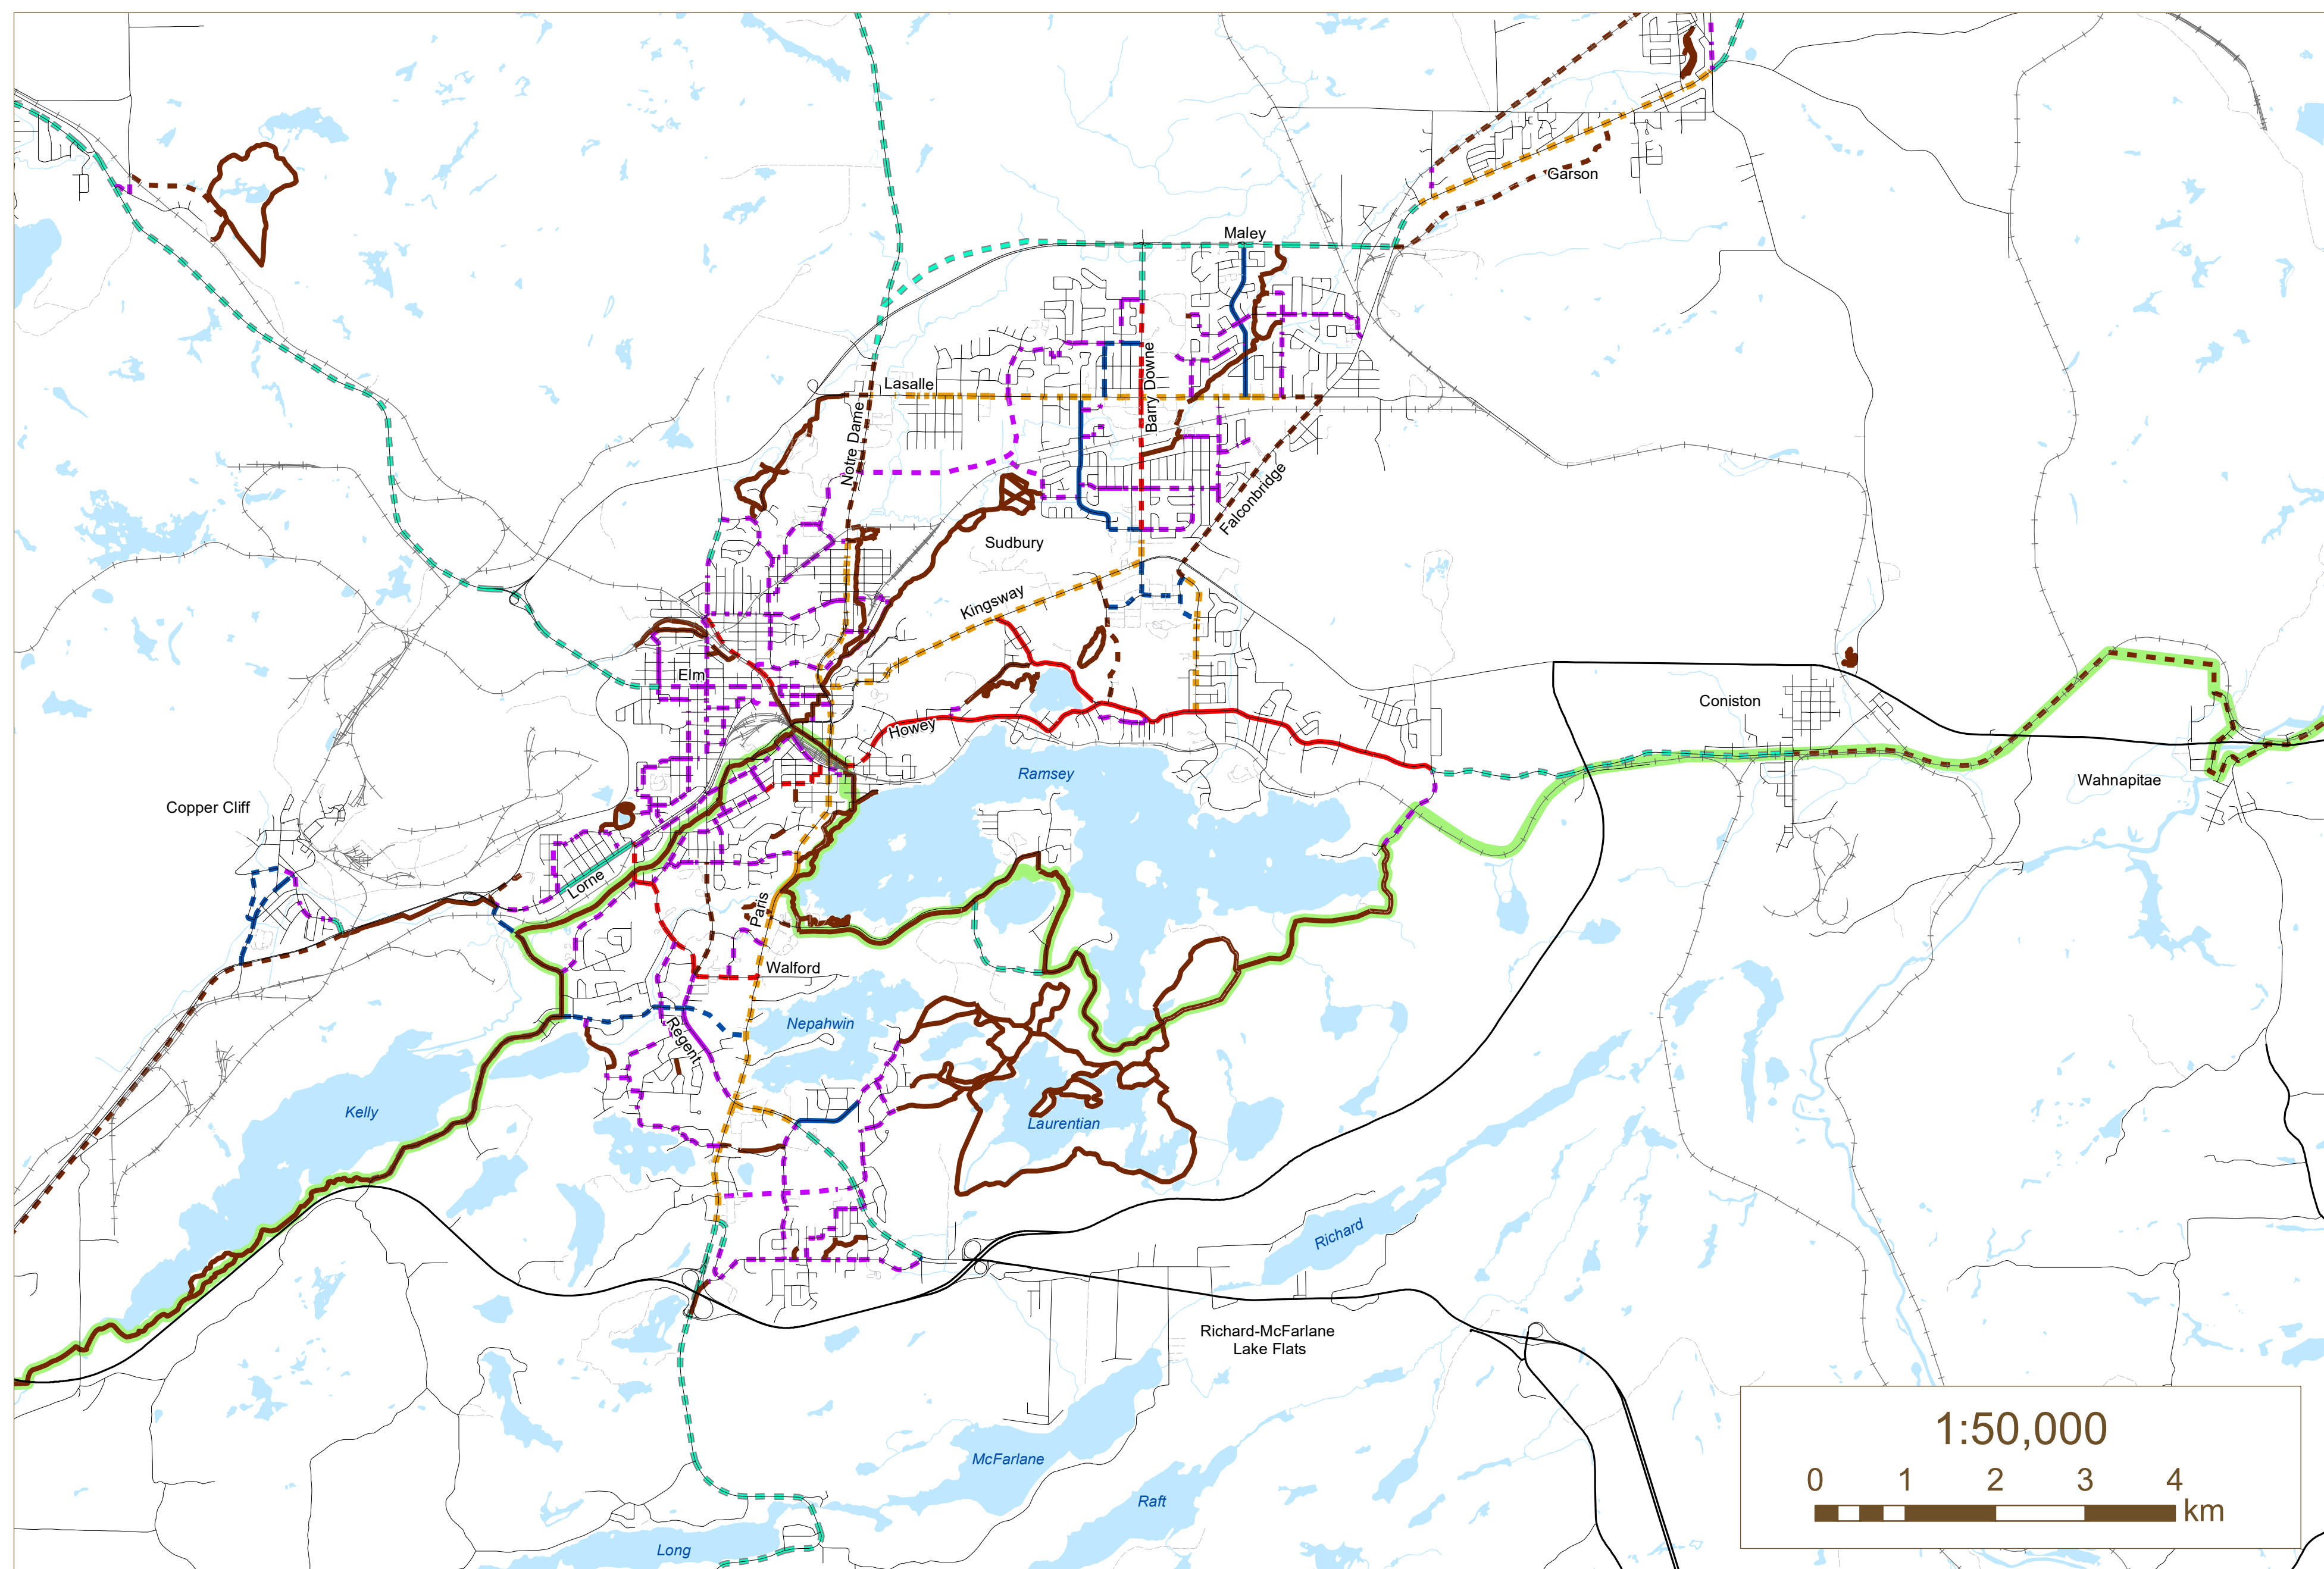 Garson
Maley
Barry Downe
Lasalle
Notre Dame
Falconbridge
Sudbury
Kingsway
Elm
Howey
Coniston
Ramsey
Wahnapitae
Copper Cliff
Lorne
Paris
Walford
Nepahwin
Regent
Kelly
Laurentian
Richard
Richard-McFarlane
Lake Flats
McFarlane
Raft
Long
1:50,000
0 1 2 3 4
km